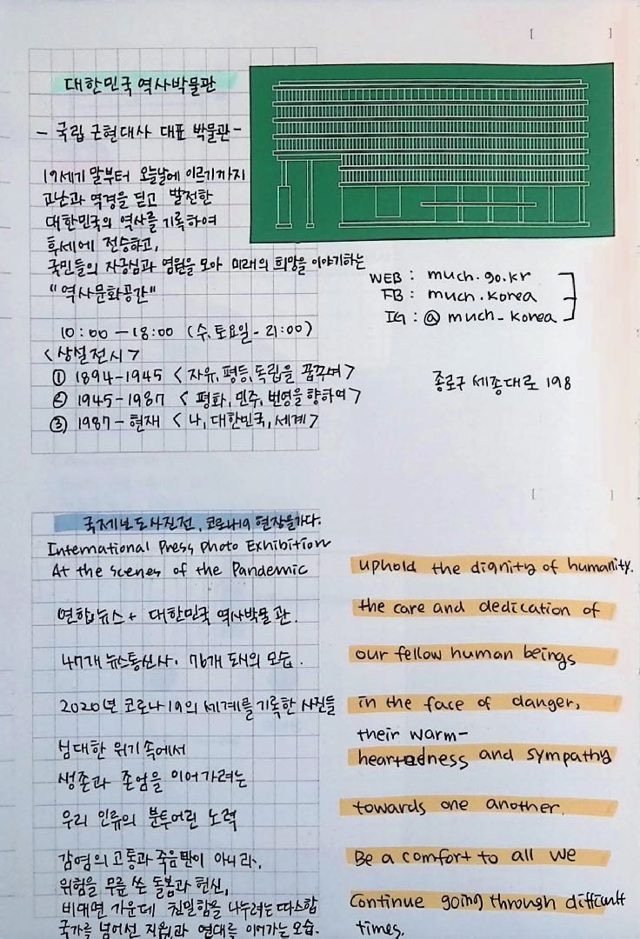 대한민국 역사박물관
- 국립 근현대사 대표 박물관 -
19세기 말부터 오늘날에 이르기까지
고난과 역경을 딛고 발전한
대한민국의 역사를 기록하여
후세에 전승하고,
국민들의 자긍심과 염원을 모아 미래의 희망을 이야기하는
"역사문화공간"
WEB : much.go.kr
FB : much.korea
IG : @ much_korea
10:00 - 18:00 (수, 토요일 - 21:00)
<상설전시>
① 1894-1945 <자유, 평등, 독립을 꿈꾸며>
② 1945-1987 <평화, 민주, 번영을 향하여>
③ 1987 - 현재 <나, 대한민국, 세계>
종로구 세종대로 198
국제보도사진전, 코로나19 현장을가다.
International Press Photo Exhibition
At the scenes of the Pandemic
연합뉴스 + 대한민국 역사박물관.
47개 뉴스통신사. 76개 도시의 모습.
2020년 코로나19의 세계를 기록한 사진들
심대한 위기 속에서
생존과 존엄을 이어가려는
우리 인류의 분투어린 노력
감염의 고통과 죽음만이 아니라,
위험을 무릅쓴 돌봄과 헌신,
비대면 가운데 친밀함을 나누려는 따스함
국가를 넘어선 지원과 연대를 이어가는 모습.
uphold the dignity of humanity.
the care and dedication of
our fellow human beings
in the face of danger,
their warm-
heartedness and sympathy
towards one another.
Be a comfort to all we
Continue going through difficult
times.